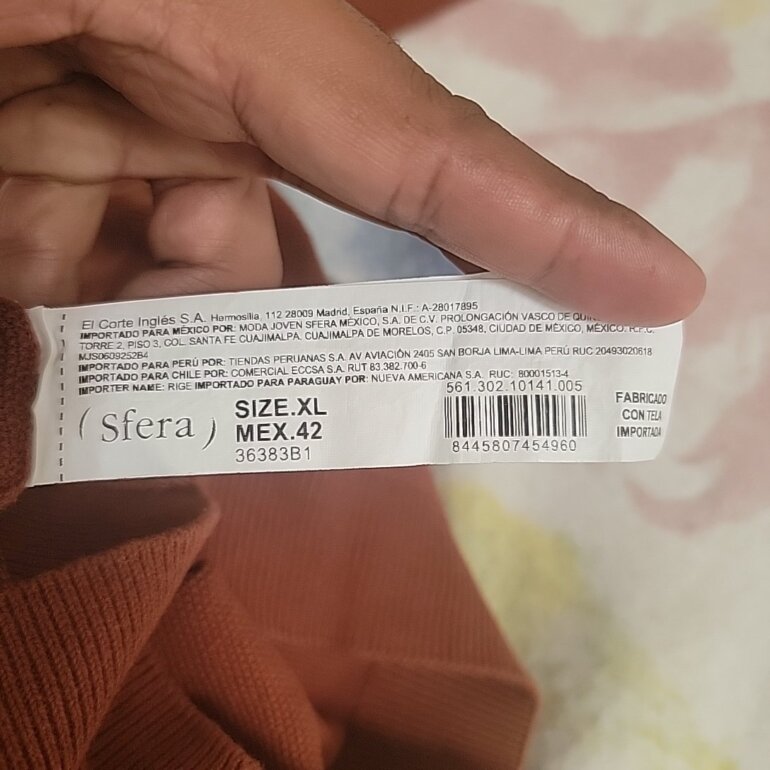 El Corte Inglés S.A. Hermosilla, 112 28009 Madrid, España N.I.F.: A-28017895
IMPORTADO PARA MÉXICO POR: MODA JOVEN SFERA MÉXICO, S.A. DE C.V. PROLONGACIÓN VASCO DE
TORRE 2, PISO 3, COL. SANTA FE CUAJIMALPA. CUAJIMALPA DE MORELOS, C.P. 05348, CIUDAD DE MÉXICO, MÉXICO. R.F.C.
MJS0609252B4
IMPORTADO PARA PERÚ POR: TIENDAS PERUANAS S.A. AV AVIACIÓN 2405 SAN BORJA LIMA-LIMA PERÚ RUC 20493020618
IMPORTADO PARA CHILE POR: COMERCIAL ECCSA S.A. RUT 83.382.700-6
IMPORTER NAME: RIGE IMPORTADO PARA PARAGUAY POR: NUEVA AMERICANA S.A. RUC: 80001513-4
(Sfera)
SIZE.XL
MEX.42
36383B1
561.302.10141.005
8445807454960
FABRICADO
CON TELA
IMPORTADA